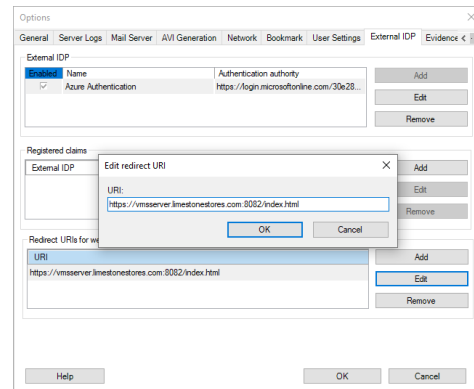 Options
General Server Logs Mail Server AVI Generation Network Bookmark User Settings External IDP Evidence
External IDP
Enabled Name Authentication authority
Azure Authentication https://login.microsoftonline.com/30e28...
Add
Edit
Remove
Registered claims
External IDP
Add
Edit
Remove
Edit redirect URI
URI:
https://vmsserver.limestonestores.com:8082/index.html
OK Cancel
Redirect URIs for we
URI
https://vmsserver.limestonestores.com:8082/index.html
Add
Edit
Remove
Help OK Cancel